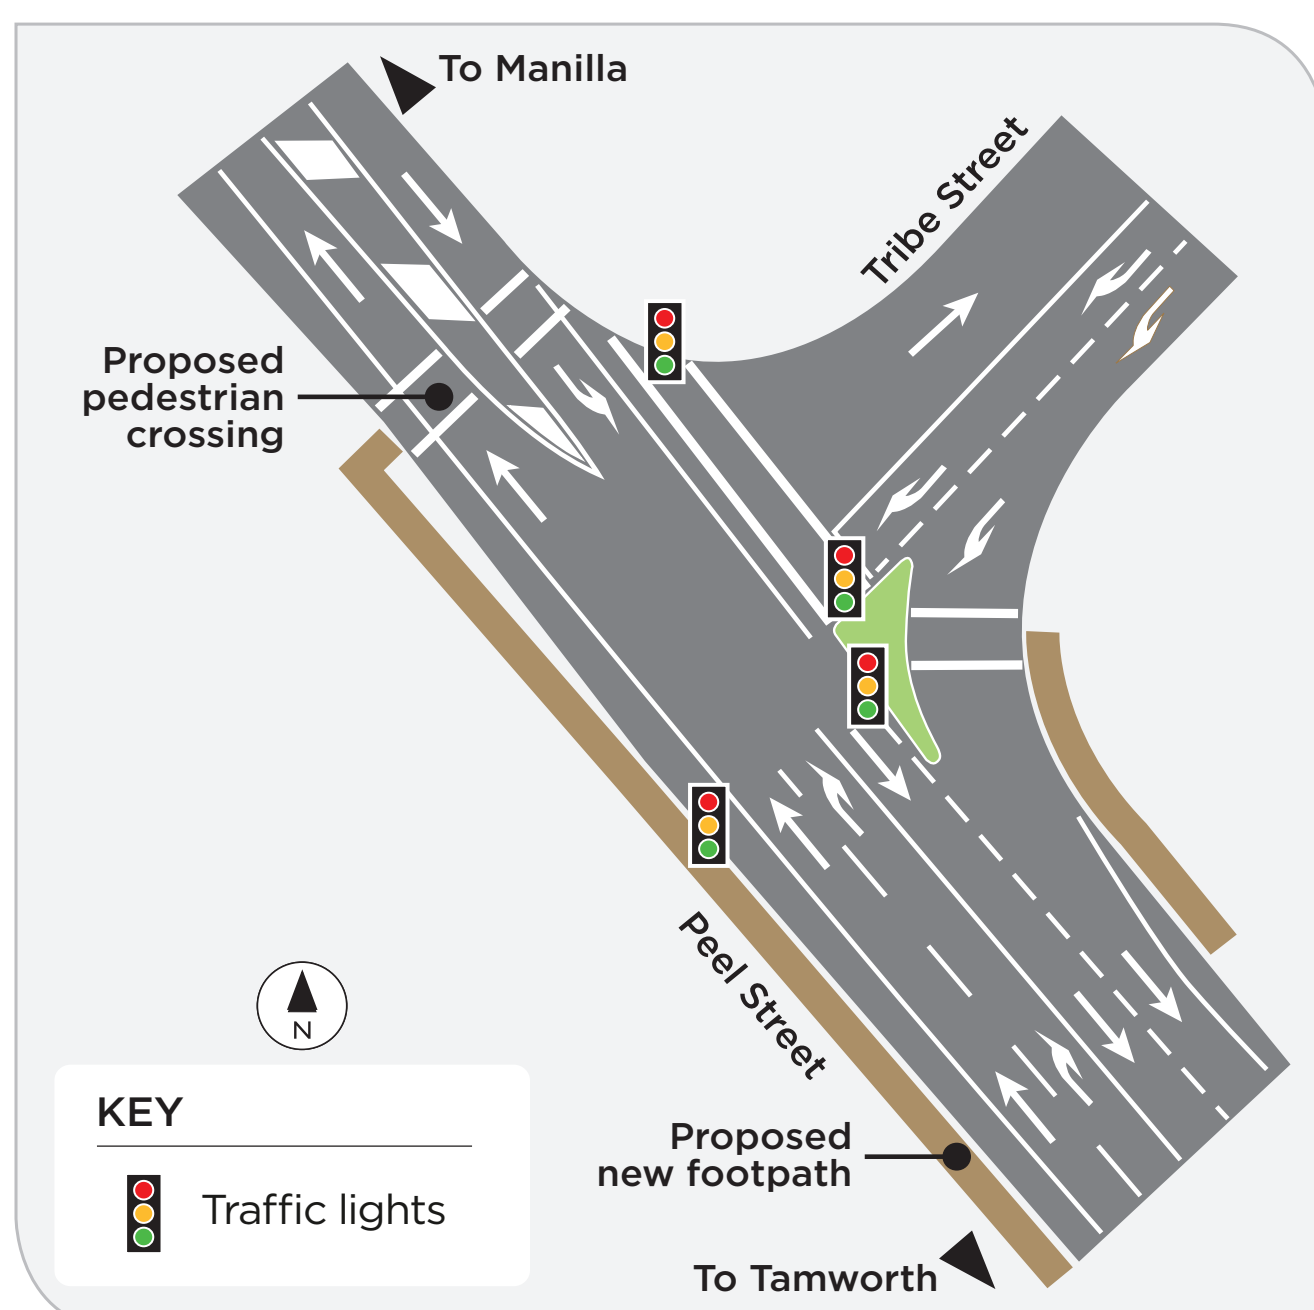 To Manilla
Tribe Street
Proposed
pedestrian
crossing
Peel Street
N
KEY
Traffic lights
Proposed
new footpath
To Tamworth